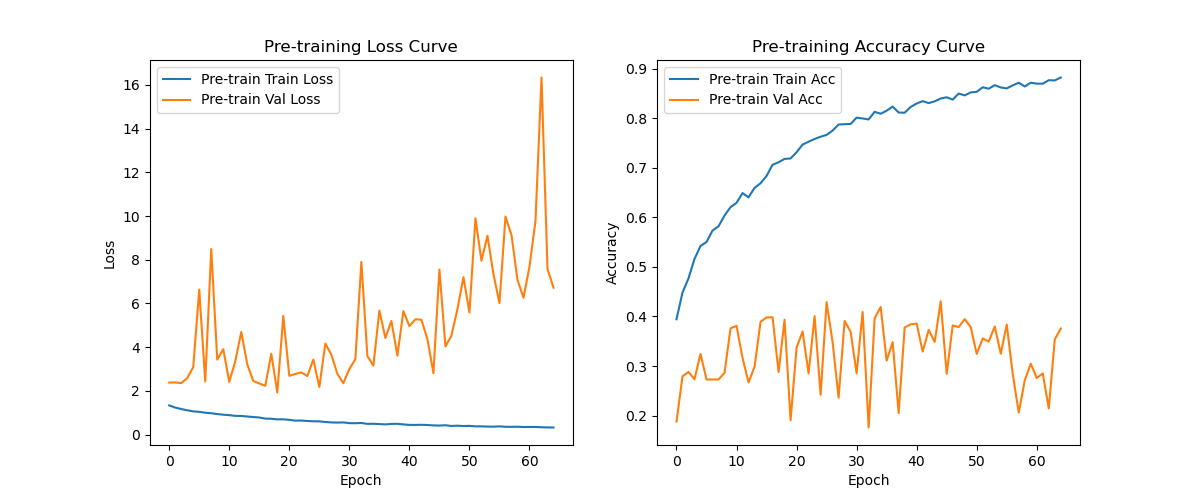 Pre-training Loss Curve
Pre-train Train Loss
Pre-train Val Loss
16
14
12
10
8
6
4
2
0
Loss
0 10 20 30 40 50 60
Epoch
Pre-training Accuracy Curve
Pre-train Train Acc
Pre-train Val Acc
0.9
0.8
0.7
0.6
0.5
0.4
0.3
0.2
Accuracy
0 10 20 30 40 50 60
Epoch